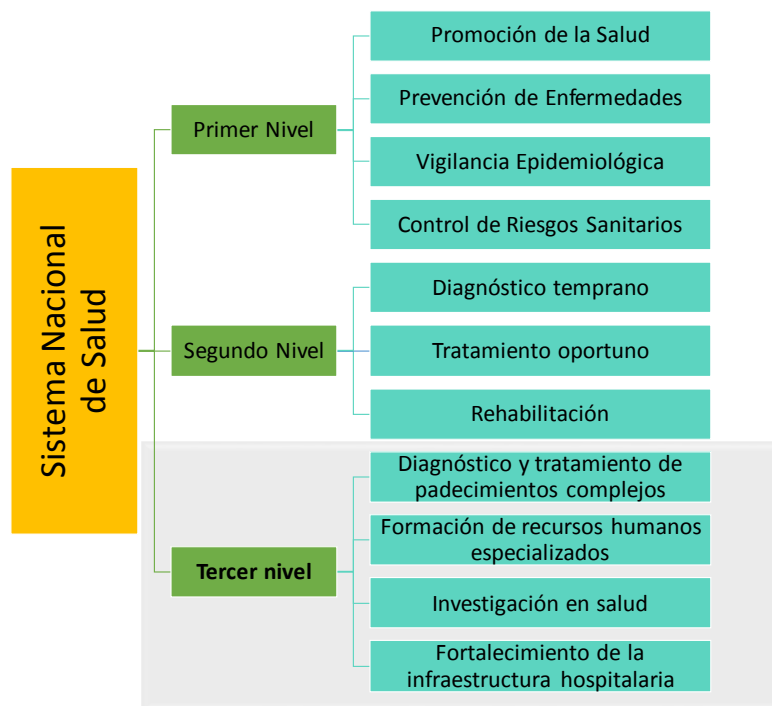 Sistema Nacional
de Salud
Primer Nivel
Promoción de la Salud
Prevención de Enfermedades
Vigilancia Epidemiológica
Control de Riesgos Sanitarios
Segundo Nivel
Diagnóstico temprano
Tratamiento oportuno
Rehabilitación
Tercer nivel
Diagnóstico y tratamiento de
padecimientos complejos
Formación de recursos humanos
especializados
Investigación en salud
Fortalecimiento de la
infraestructura hospitalaria